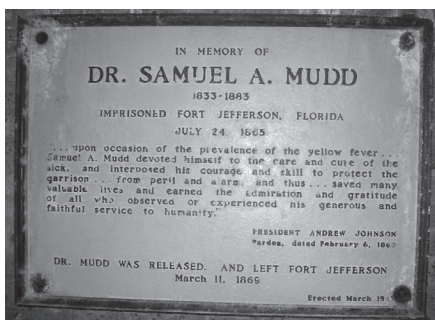 IN MEMORY OF
DR. SAMUEL A. MUDD
1833-1883
IMPRISONED FORT JEFFERSON, FLORIDA
JULY 24, 1865
"...upon occasion of the prevalence of the yellow fever...
Samuel A. Mudd devoted himself to the care and cure of the
sick, and interposed his courage and skill to protect the
garrison... from peril and alarm, and thus... saved many
valuable lives and earned the admiration and gratitude
of all who observed or experienced his generous and
faithful service to humanity."
PRESIDENT ANDREW JOHNSON
Pardon, dated February 8, 1869
DR. MUDD WAS RELEASED, AND LEFT FORT JEFFERSON
March 11, 1869
Erected March